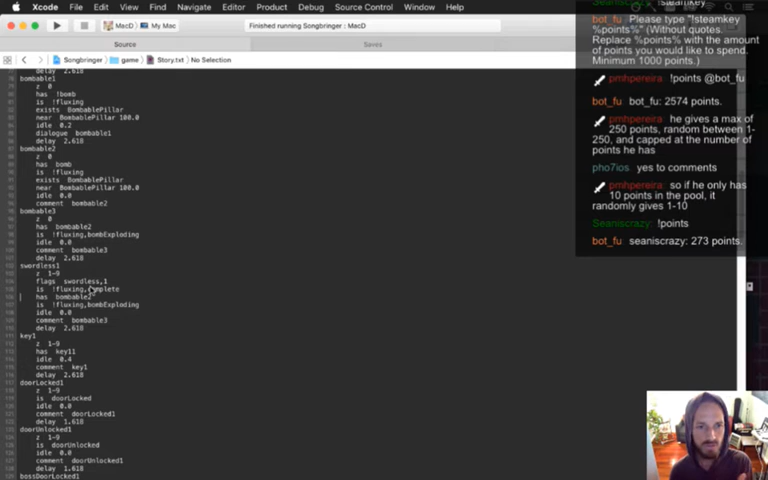 Xcode File Edit View Find Navigate Editor Product Debug Source Control Window Help
MacD My Mac
Finished running Songbringer : MacD
Source
Saves
Songbringer game Story.txt No Selection
delay 2.618
bombable1
z 0
has !bomb
is !fluxing
exists BombablePillar
near BombablePillar 100.0
idle 0.2
dialogue bombable1
delay 2.618
bombable2
z 0
has bomb
is !fluxing
exists BombablePillar
near BombablePillar 100.0
idle 0.0
comment bombable2
bombable3
z 0
has bombable2
is !fluxing,bombExploding
idle 0.0
comment bombable3
delay 2.618
swordless1
z 1-9
flags swordless,1
is !fluxing,complete
has bombable2
is !fluxing,bombExploding
idle 0.0
comment bombable3
delay 2.618
key1
z 1-9
has key11
idle 0.4
comment key1
delay 2.618
doorLocked1
z 1-9
is doorLocked
idle 0.0
comment doorLocked1
delay 1.618
doorUnlocked1
z 1-9
is doorUnlocked
idle 0.0
comment doorUnlocked1
delay 1.618
bossDoorLocked1
bot_fu Please type "!steamkey
%points%" (Without quotes.
Replace %points% with the amount
of points you would like to spend.
Minimum 1000 points.)
pmhpereira !points @bot_fu
bot_fu bot_fu: 2574 points.
pmhpereira he gives a max of
250 points, random between 1-
250, and capped at the number of
points he has
pho7ios yes to comments
pmhpereira so if he only has
10 points in the pool, it
randomly gives 1-10
Seaniscrazy: !points
bot_fu seaniscrazy: 273 points.